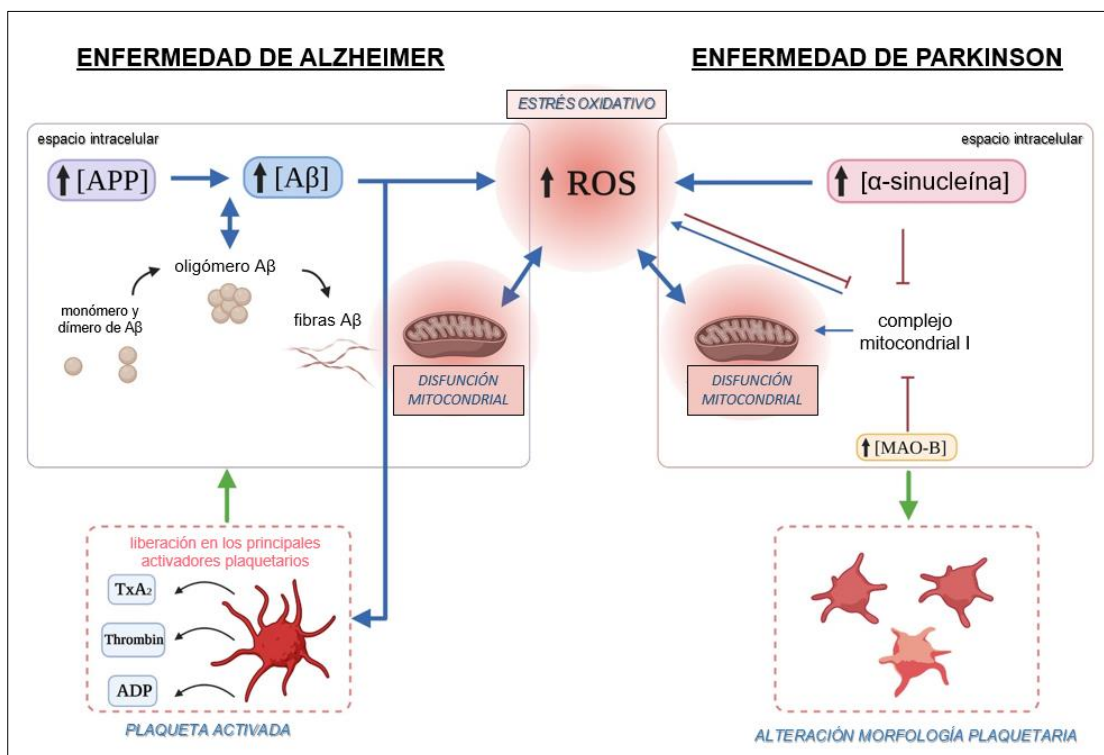 ENFERMEDAD DE ALZHEIMER
ENFERMEDAD DE PARKINSON
ESTRÉS OXIDATIVO
espacio intracelular
espacio intracelular
[APP]
[Aβ]
ROS
[α-sinucleína]
oligómero Aβ
monómero y
dímero de Aβ
fibras Aβ
complejo
mitocondrial I
DISFUNCIÓN
MITOCONDRIAL
DISFUNCIÓN
MITOCONDRIAL
[MAO-B]
liberación en los principales
activadores plaquetarios
TxA₂
Thrombin
ADP
PLAQUETA ACTIVADA
ALTERACIÓN MORFOLOGÍA PLAQUETARIA